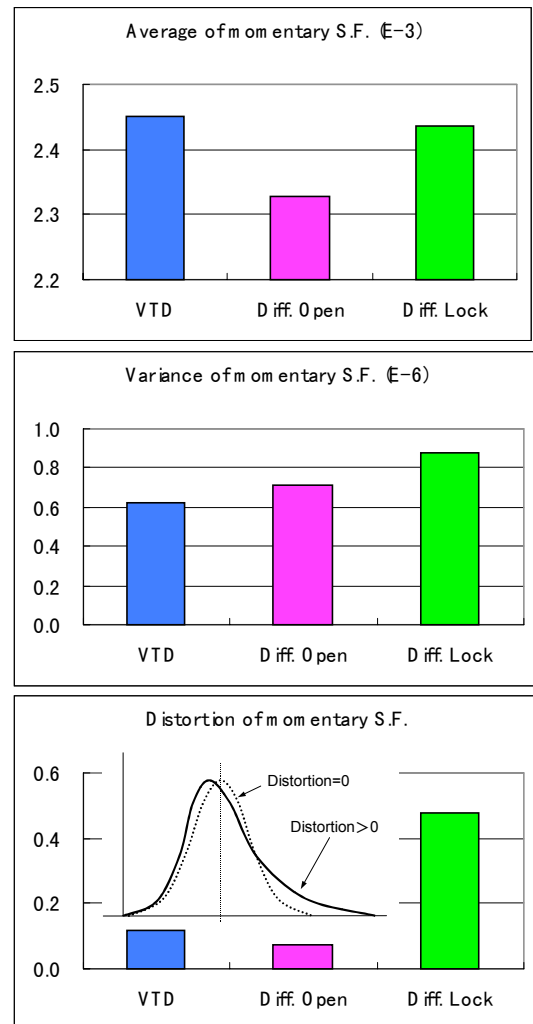 Average of momentary S.F. (E-3)
2.5
2.4
2.3
2.2
VTD Diff. Open Diff. Lock
Variance of momentary S.F. (E-6)
1.0
0.8
0.6
0.4
0.2
0.0
VTD Diff. Open Diff. Lock
Distortion of momentary S.F.
0.6
Distortion=0
Distortion>0
0.4
0.2
0.0
VTD Diff. Open Diff. Lock